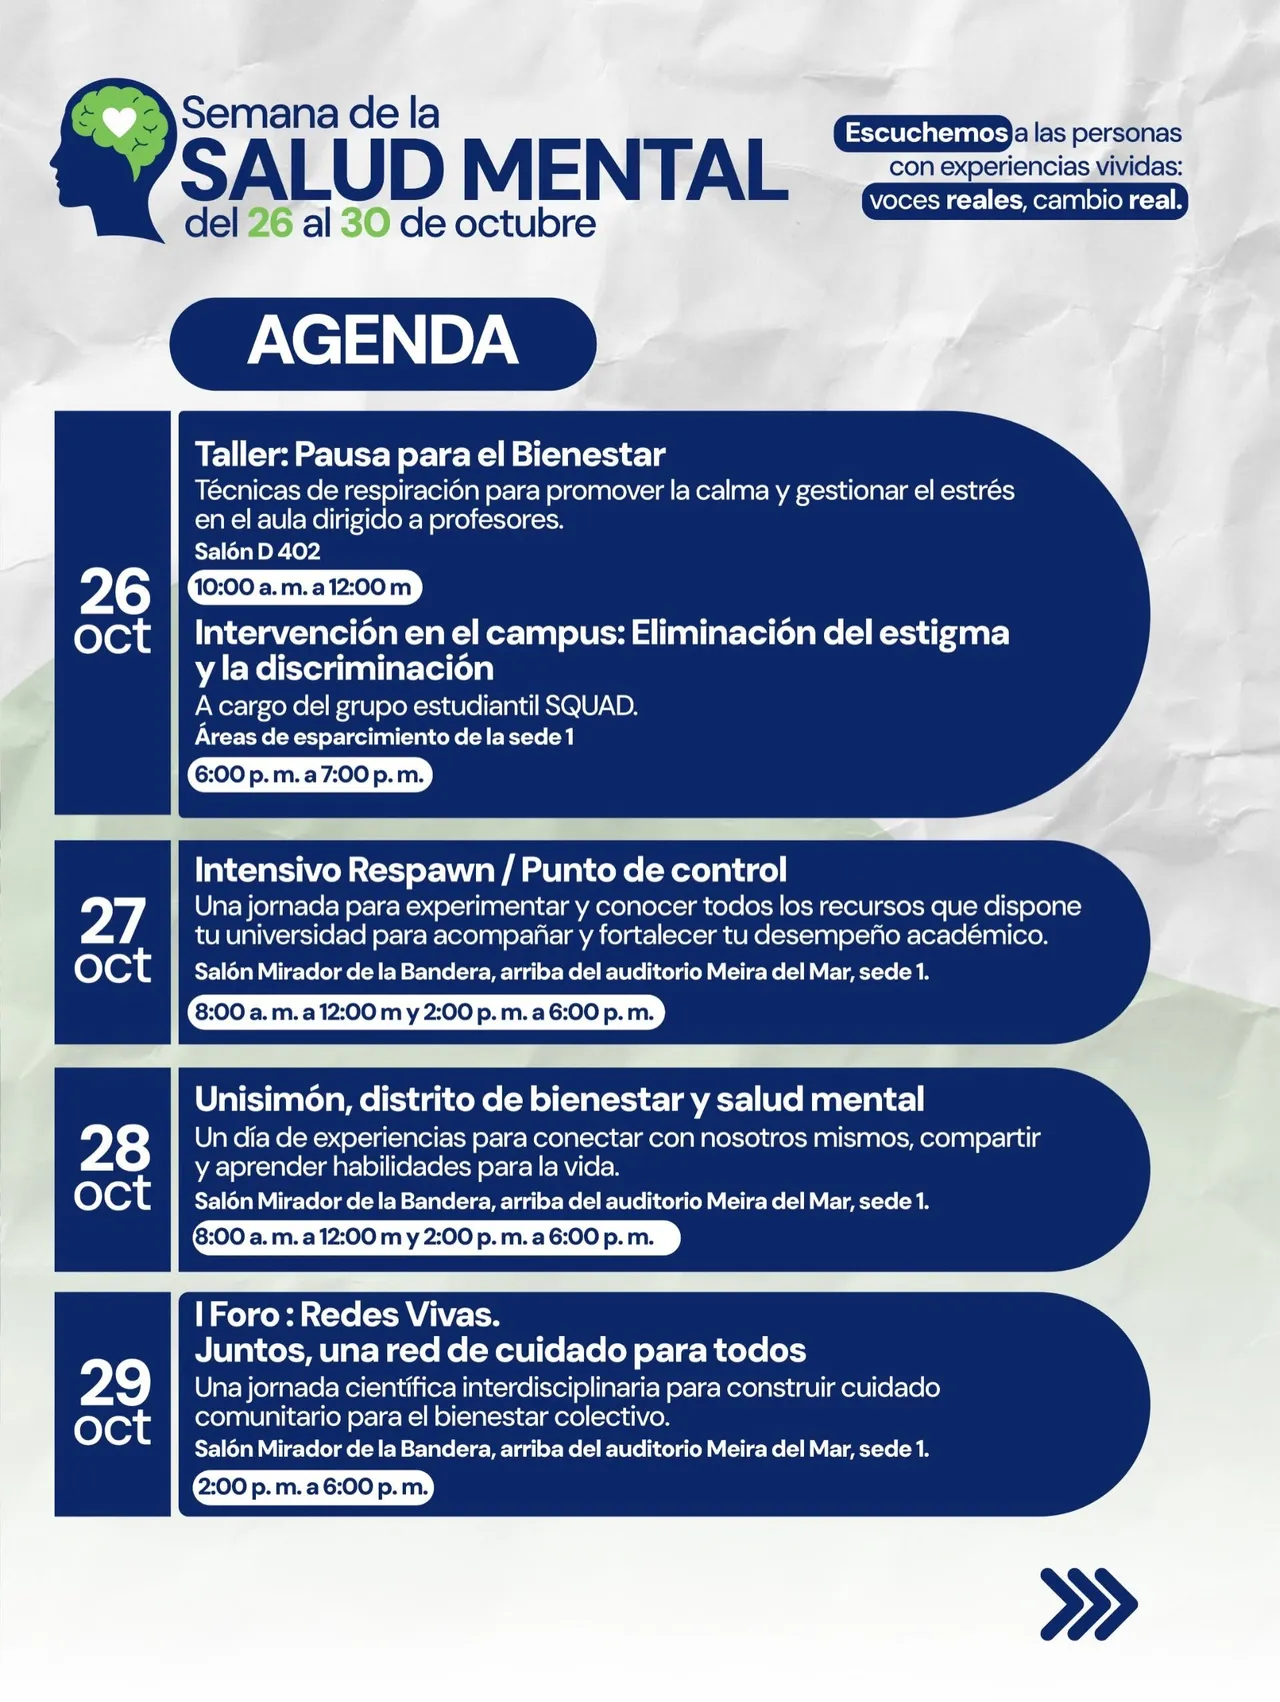 Semana de la
SALUD MENTAL
del 26 al 30 de octubre
Escuchemos a las personas
con experiencias vividas:
voces reales, cambio real.
AGENDA
26
oct
Taller: Pausa para el Bienestar
Técnicas de respiración para promover la calma y gestionar el estrés
en el aula dirigido a profesores.
Salón D 402
10:00 a. m. a 12:00 m
Intervención en el campus: Eliminación del estigma
y la discriminación
A cargo del grupo estudiantil SQUAD.
Áreas de esparcimiento de la sede 1
6:00 p. m. a 7:00 p. m.
27
oct
Intensivo Respawn / Punto de control
Una jornada para experimentar y conocer todos los recursos que dispone
tu universidad para acompañar y fortalecer tu desempeño académico.
Salón Mirador de la Bandera, arriba del auditorio Meira del Mar, sede 1.
8:00 a. m. a 12:00 m y 2:00 p. m. a 6:00 p. m.
28
oct
Unisimón, distrito de bienestar y salud mental
Un día de experiencias para conectar con nosotros mismos, compartir
y aprender habilidades para la vida.
Salón Mirador de la Bandera, arriba del auditorio Meira del Mar, sede 1.
8:00 a. m. a 12:00 m y 2:00 p. m. a 6:00 p. m.
29
oct
I Foro : Redes Vivas.
Juntos, una red de cuidado para todos
Una jornada científica interdisciplinaria para construir cuidado
comunitario para el bienestar colectivo.
Salón Mirador de la Bandera, arriba del auditorio Meira del Mar, sede 1.
2:00 p. m. a 6:00 p. m.